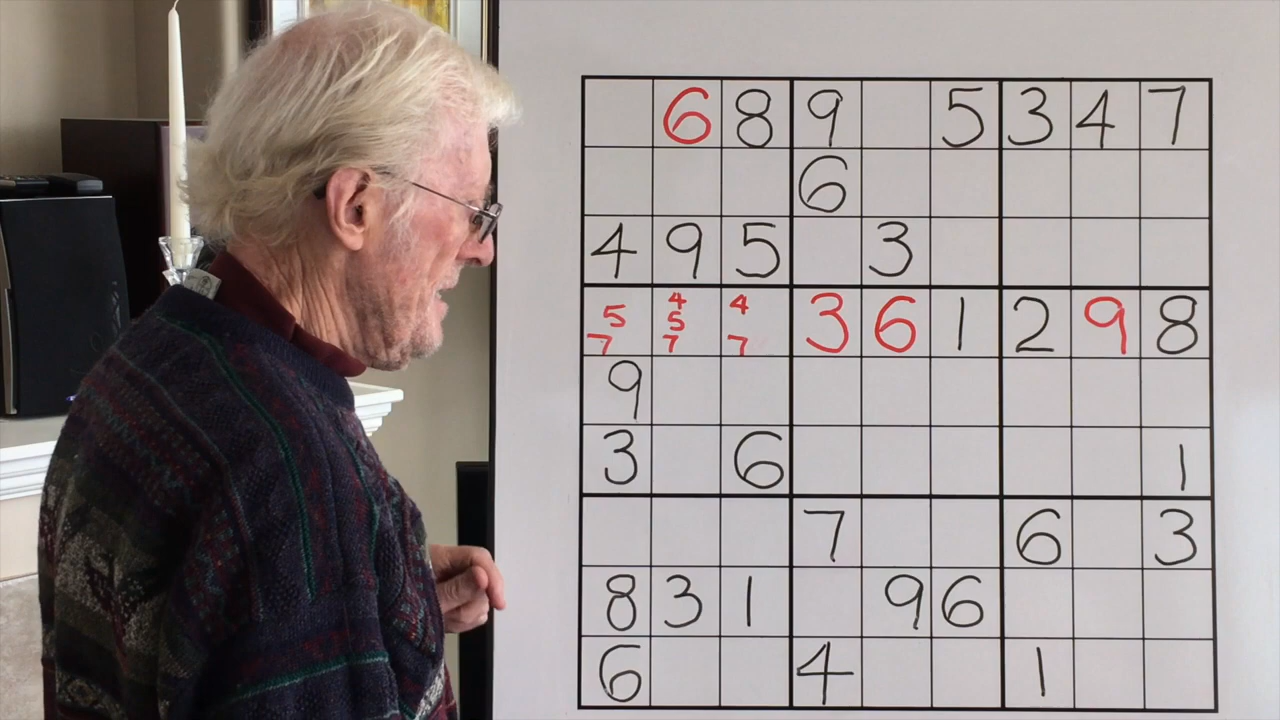 6 8 9 5 3 4 7
6
4 9 5 3
5 7 4 5 7 4 7 3 6 1 2 9 8
9
3 6 1
7 6 3
8 3 1 9 6
6 4 1